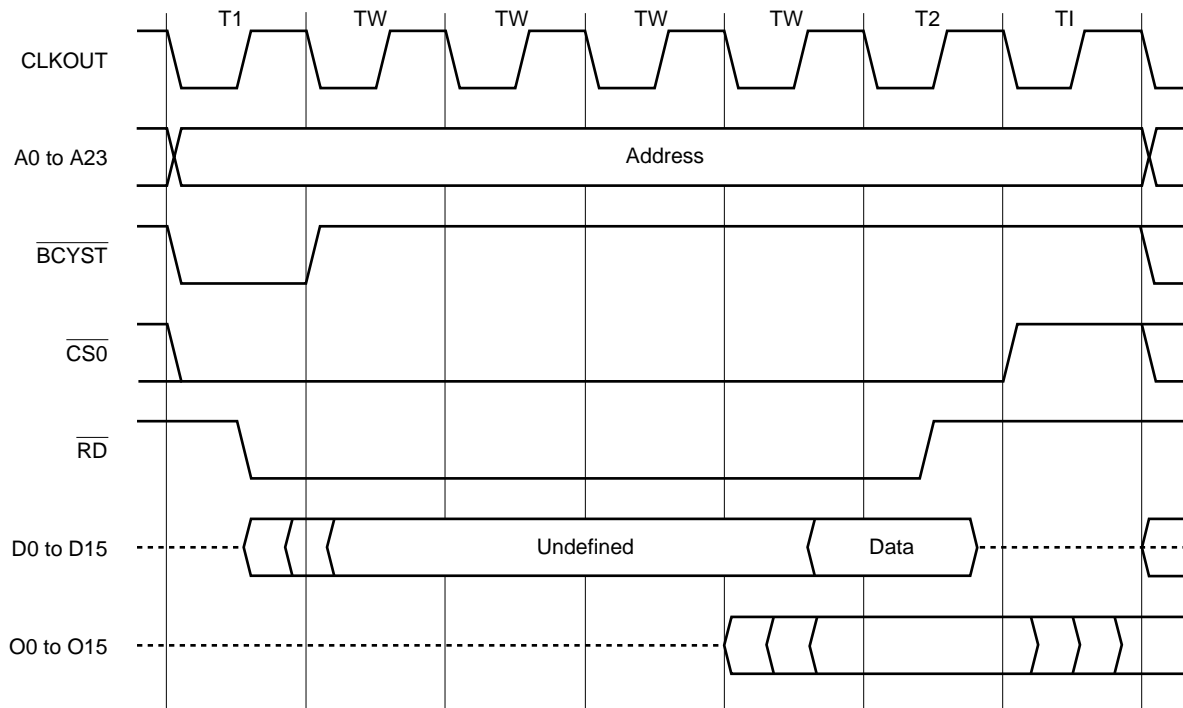 T1 TW TW TW TW T2 TI
CLKOUT
A0 to A23 Address
BCYST
CS0
RD
D0 to D15 Undefined Data
O0 to O15